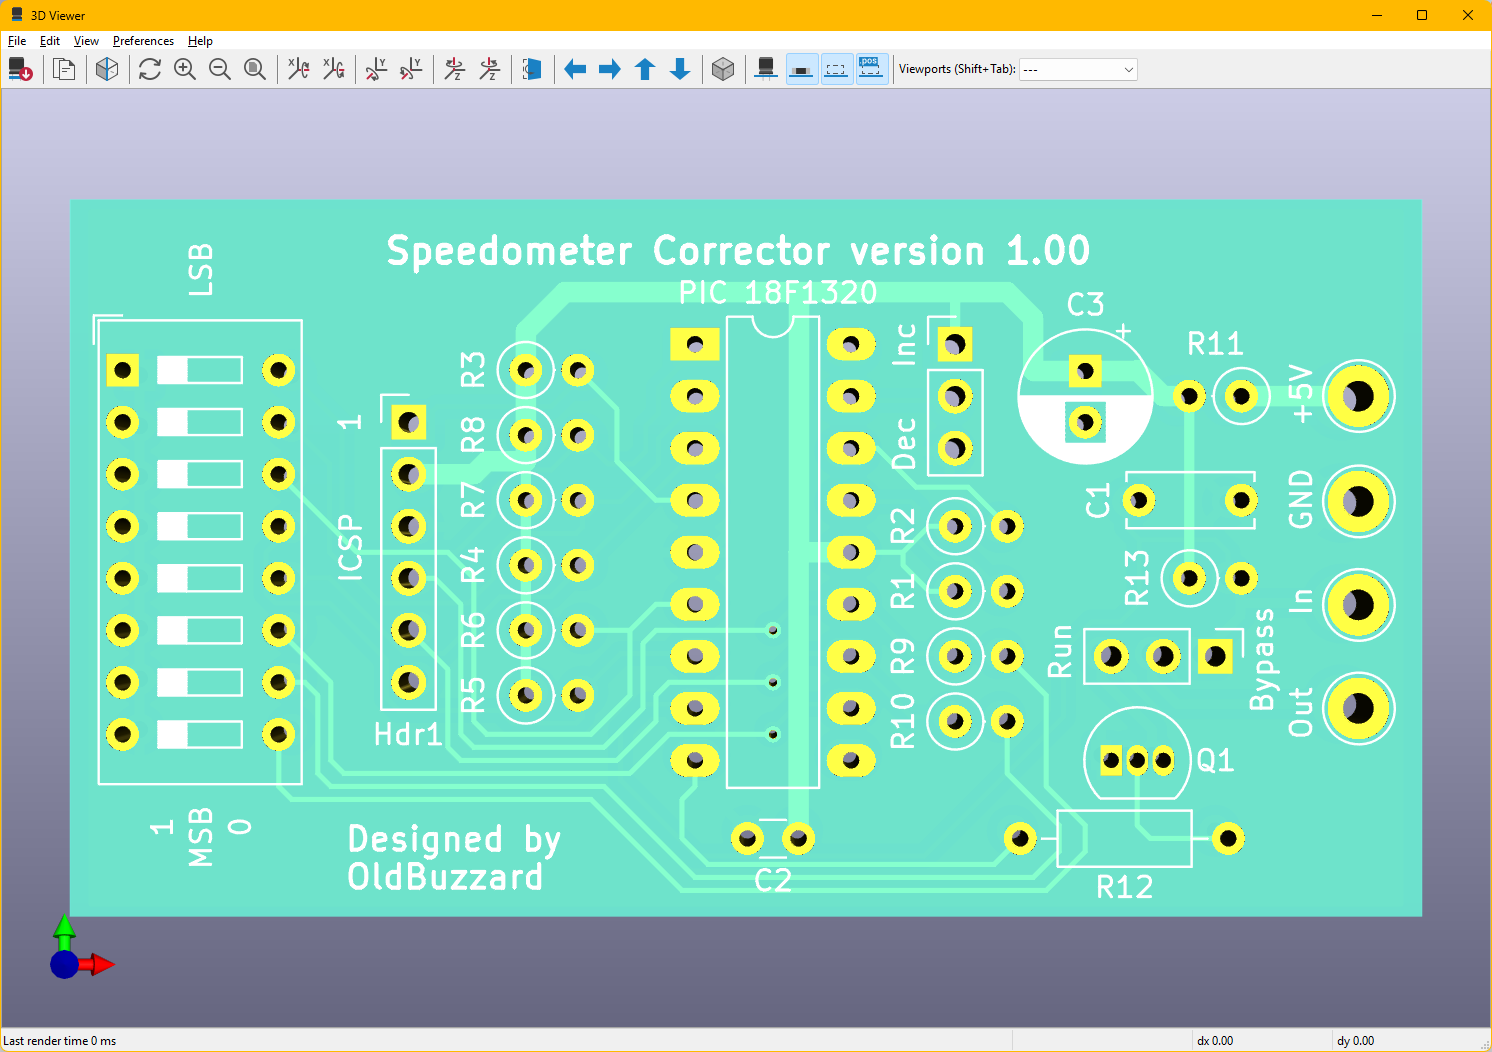 3D Viewer
File Edit View Preferences Help
Viewports (Shift+Tab): ---
.pos
X Y Z
Speedometer Corrector version 1.00
PIC 18F1320
LSB
C3
+
Inc
R11
R3
+5V
1
R8
Dec
R7
C1
GND
R2
ICSP
R4
R1
R13
In
R6
Run
Bypass
R9
R5
Out
R10
Hdr1
Q1
1
MSB
0
Designed by
OldBuzzard
C2
R12
Last render time 0 ms
dx 0.00
dy 0.00